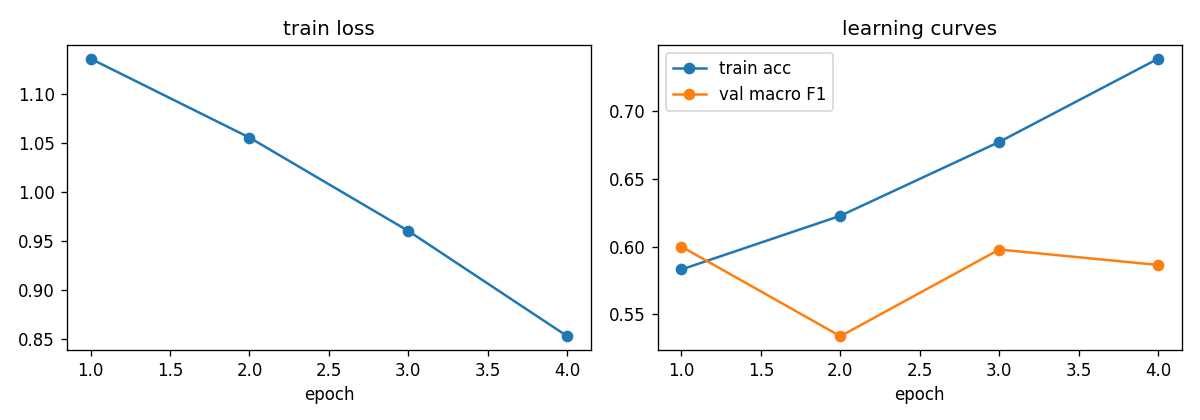 train loss
1.10
1.05
1.00
0.95
0.90
0.85
1.0 1.5 2.0 2.5 3.0 3.5 4.0
epoch
learning curves
train acc
val macro F1
0.70
0.65
0.60
0.55
1.0 1.5 2.0 2.5 3.0 3.5 4.0
epoch